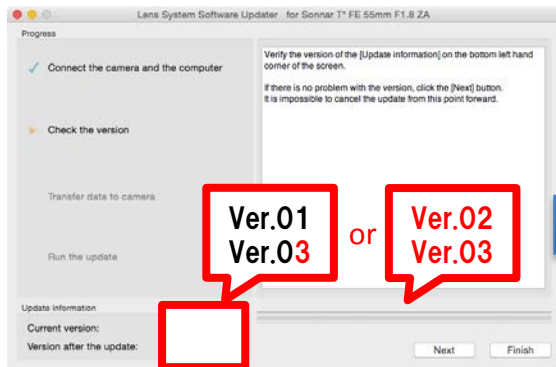 Lens System Software Updater for Sonnar T* FE 55mm F1.8 ZA
Progress
Connect the camera and the computer
Check the version
Transfer data to camera
Run the update
Verify the version of the [Update information] on the bottom left hand
corner of the screen.
If there is no problem with the version, click the [Next] button.
It is impossible to cancel the update from this point forward.
Ver.01
Ver.03
or
Ver.02
Ver.03
Update information
Current version:
Version after the update:
Next
Finish